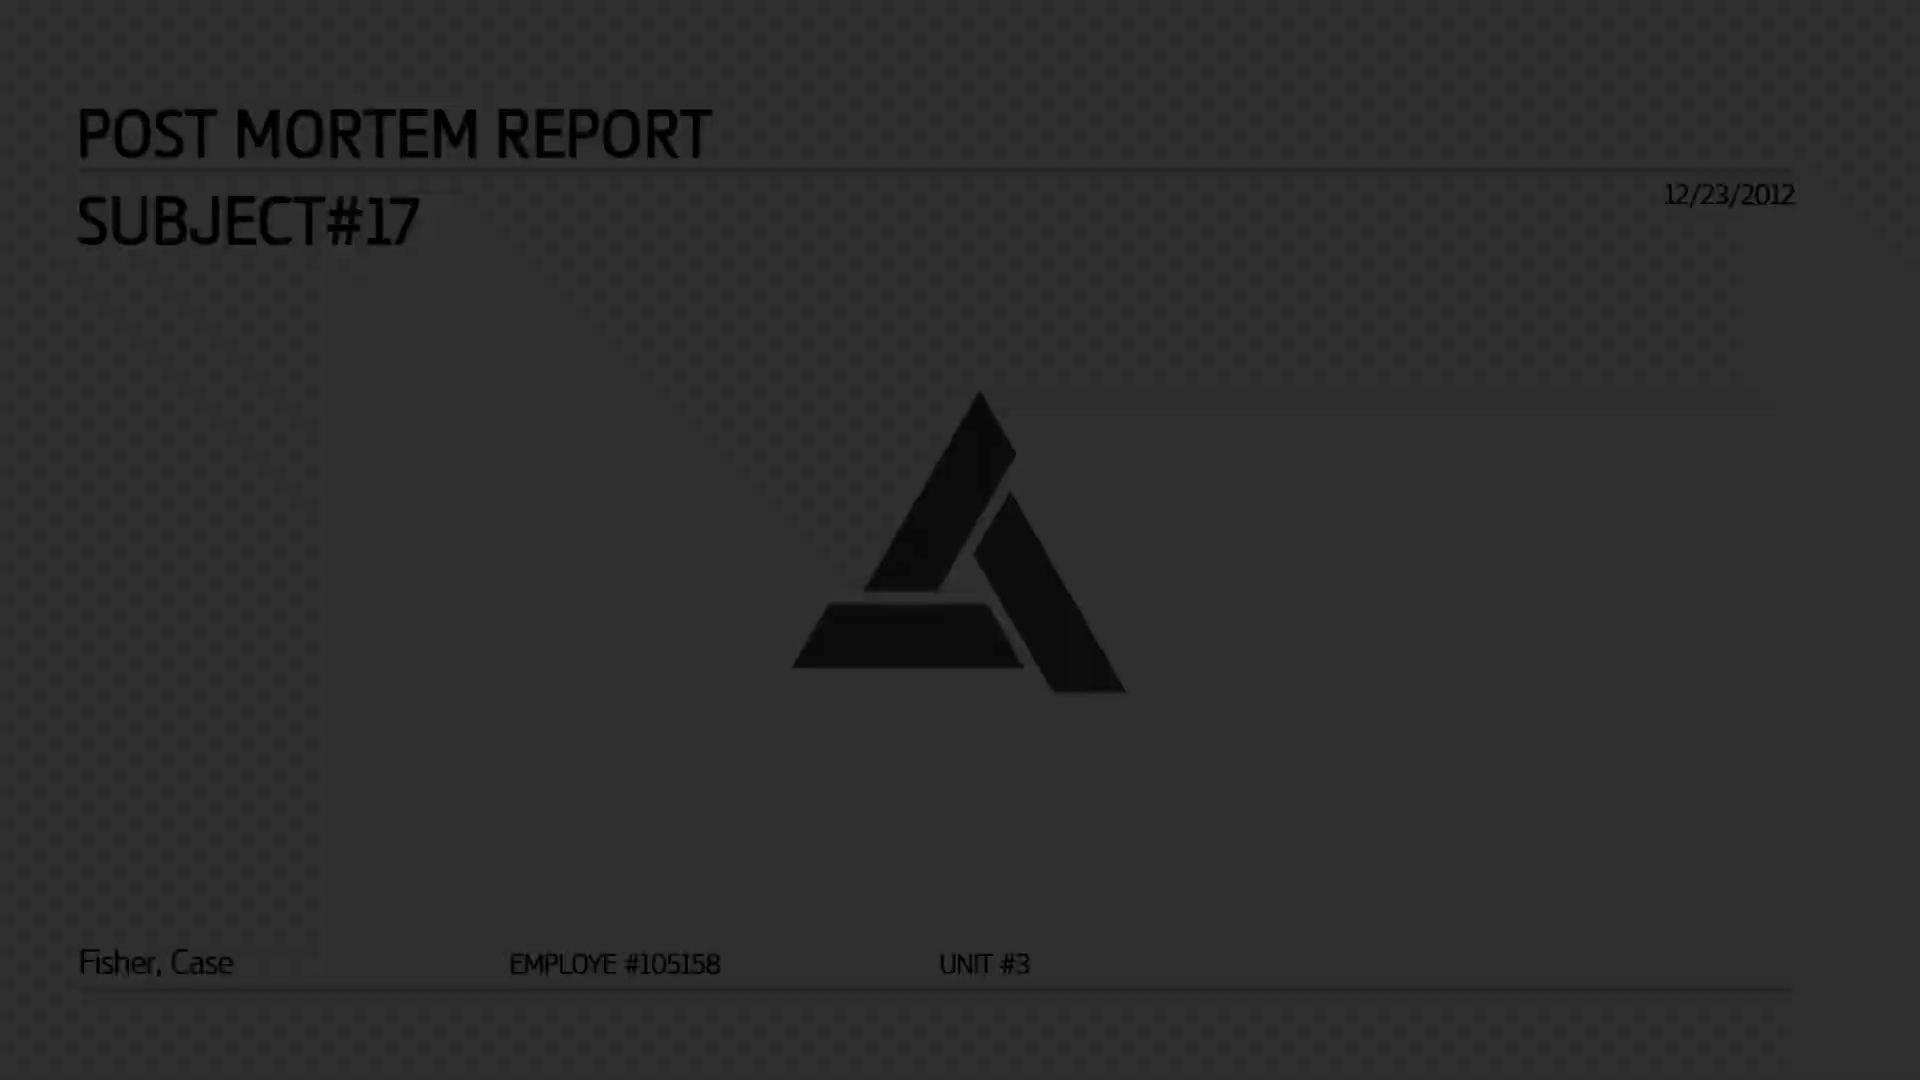 POST MORTEM REPORT
SUBJECT#17
12/23/2012
Fisher, Case
EMPLOYE #105158
UNIT #3